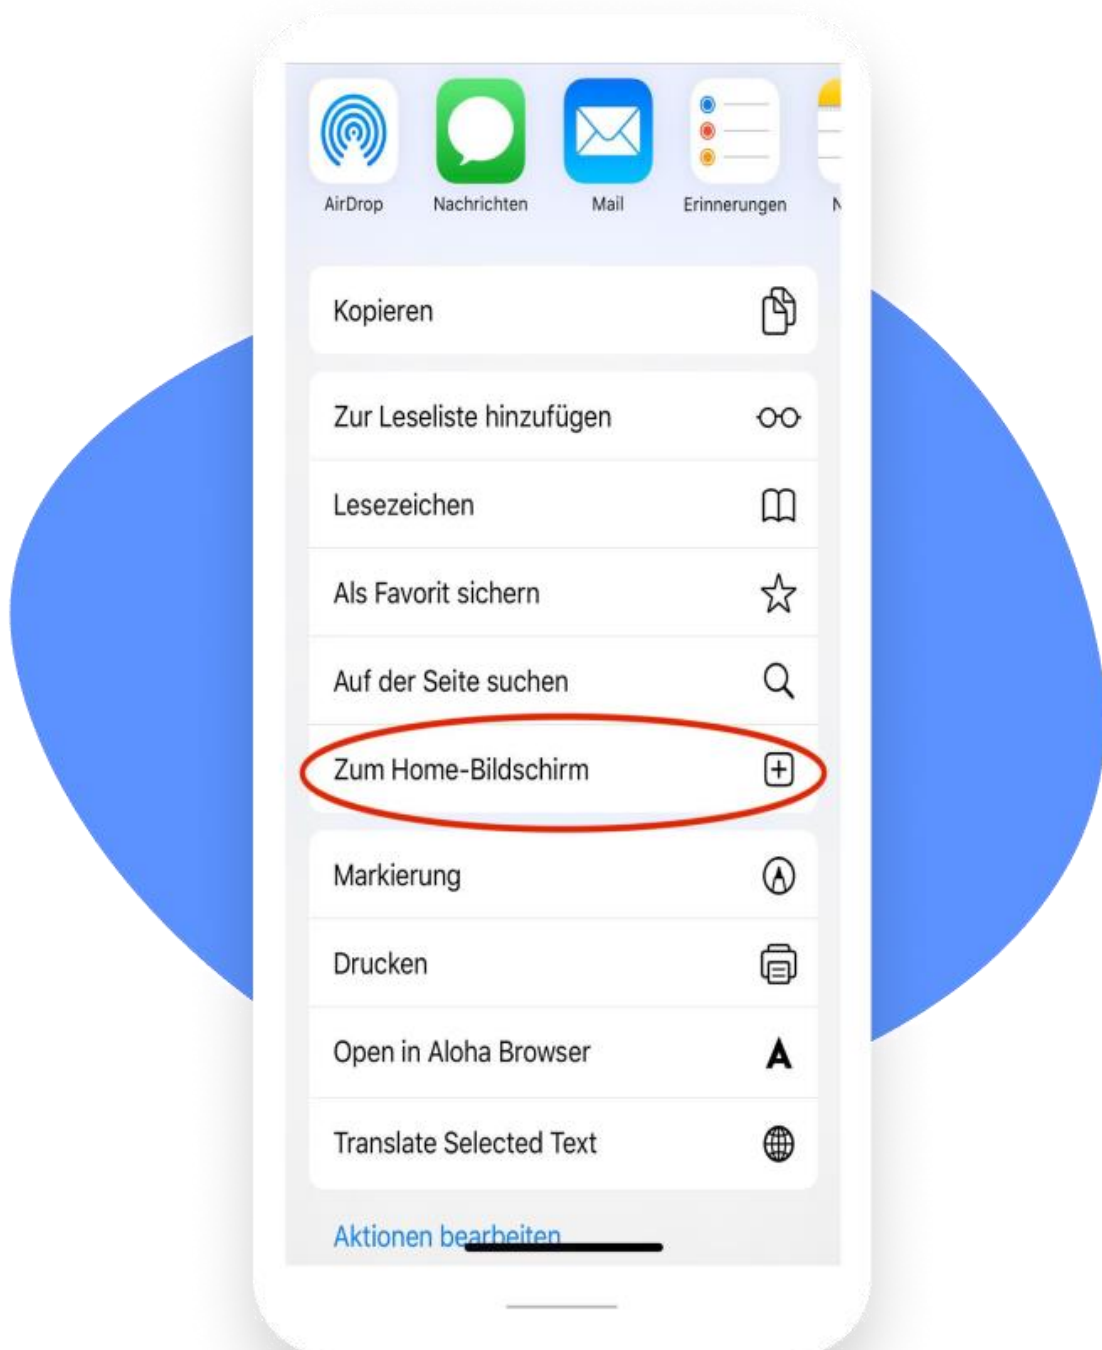 AirDrop Nachrichten Mail Erinnerungen
Kopieren
Zur Leseliste hinzufügen
Lesezeichen
Als Favorit sichern
Auf der Seite suchen
Zum Home-Bildschirm
Markierung
Drucken
Open in Aloha Browser
A
Translate Selected Text
Aktionen bearbeiten